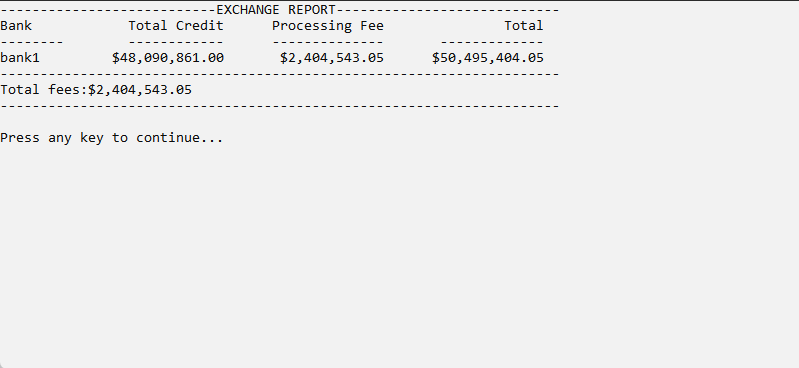 ---------------------------EXCHANGE REPORT----------------------------
Bank            Total Credit      Processing Fee               Total
--------        ------------      --------------       -------------
bank1         $48,090,861.00       $2,404,543.05      $50,495,404.05
----------------------------------------------------------------------
Total fees:$2,404,543.05
----------------------------------------------------------------------
Press any key to continue...